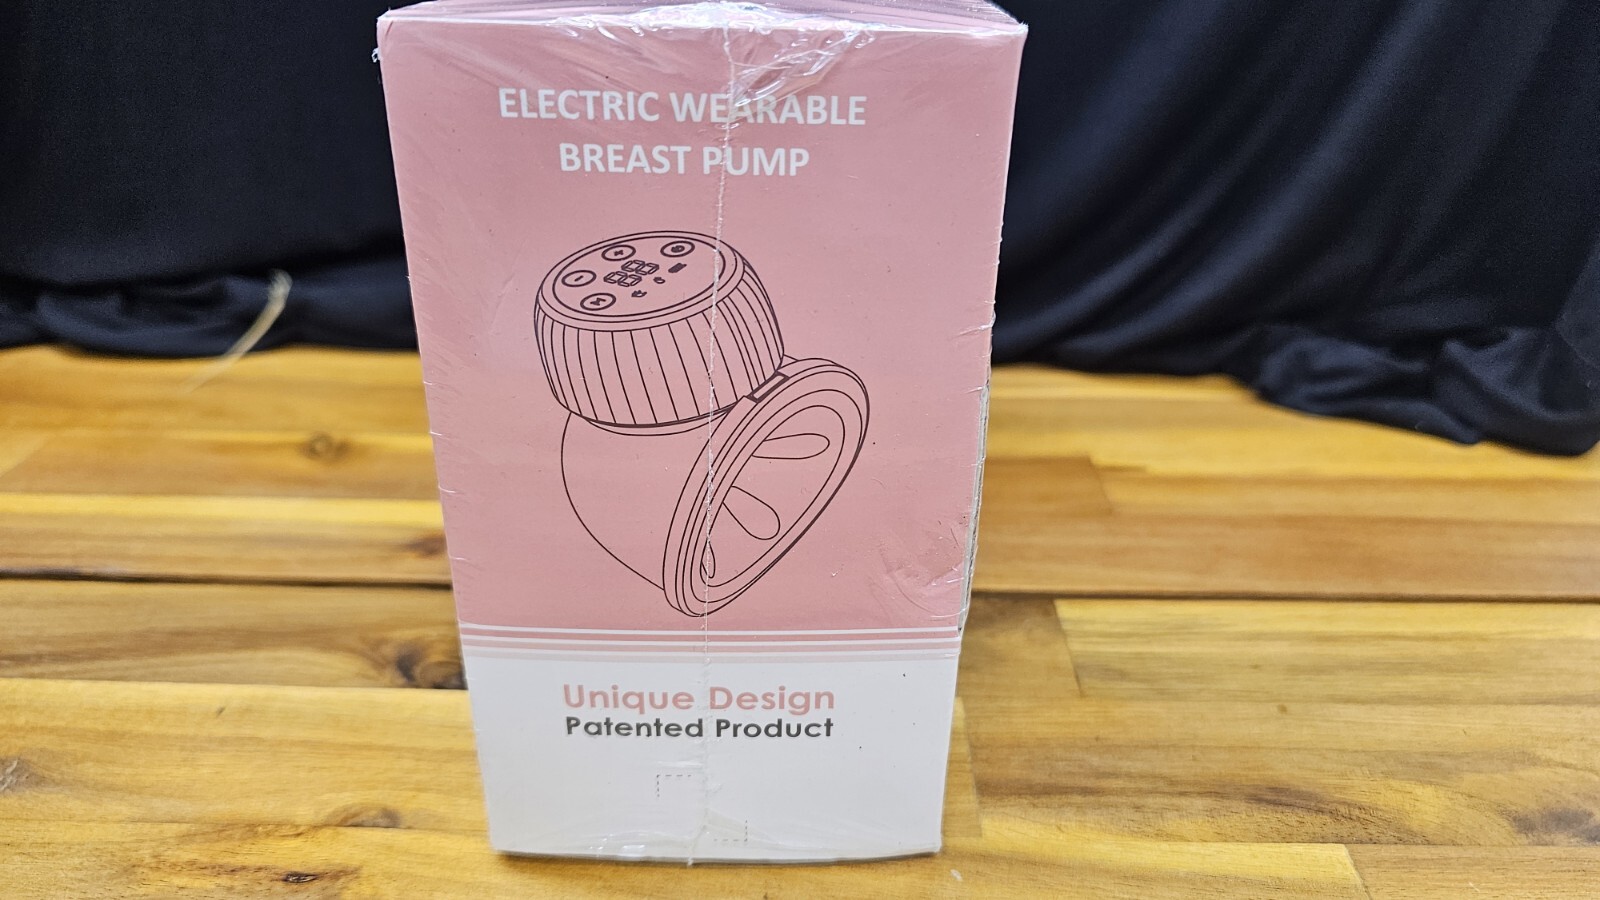 ELECTRIC WEARABLE
BREAST PUMP
Unique Design
Patented Product